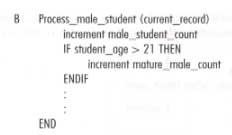 B Process_male_student (current_record)
increment male_student_count
IF student_age > 21 THEN
increment mature_male_count
ENDIF
:
:
END